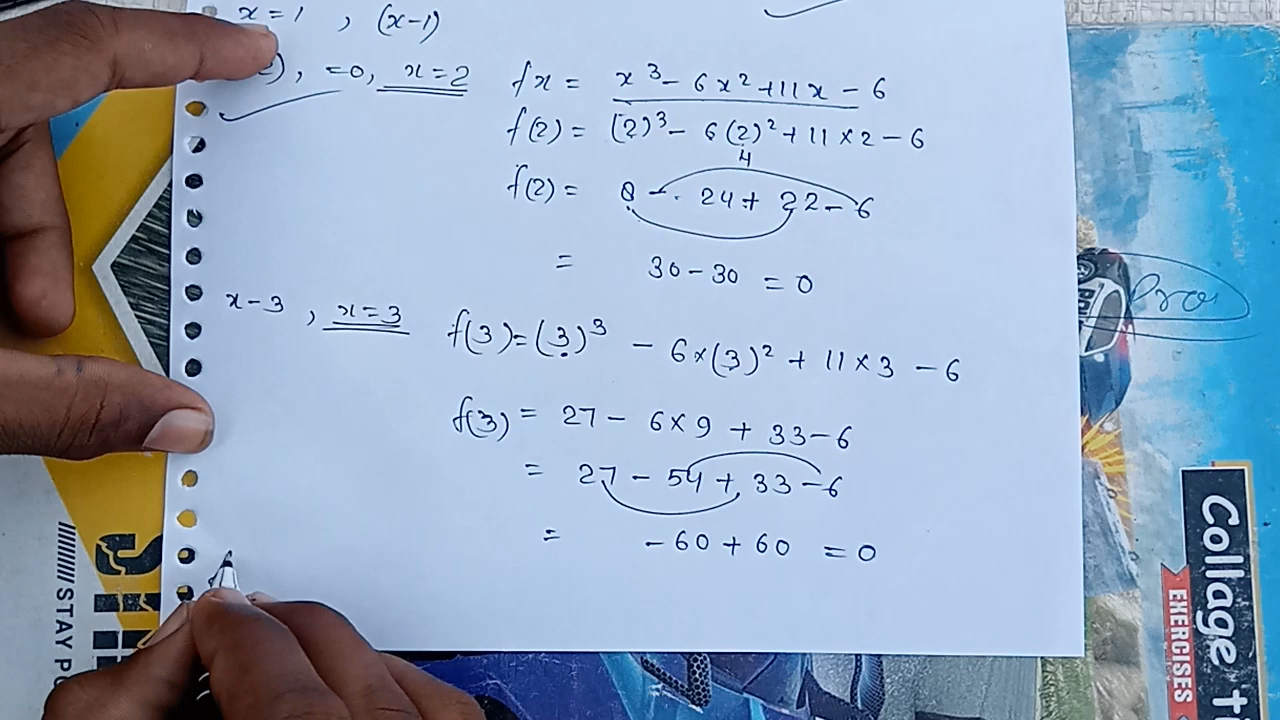 x = 1 , (x-1)
), =0, x=2 fx = x³ - 6x² + 11x - 6
f(2) = (2)³ - 6(2)² + 11 × 2 - 6
4
f(2) = 8 - 24 + 22 - 6
= 30 - 30 = 0
x-3 , x=3 f(3) = (3)³ - 6×(3)² + 11 × 3 - 6
f(3) = 27 - 6×9 + 33 - 6
= 27 - 54 + 33 - 6
= - 60 + 60 = 0
Collage t
EXERCISES
STAY PO